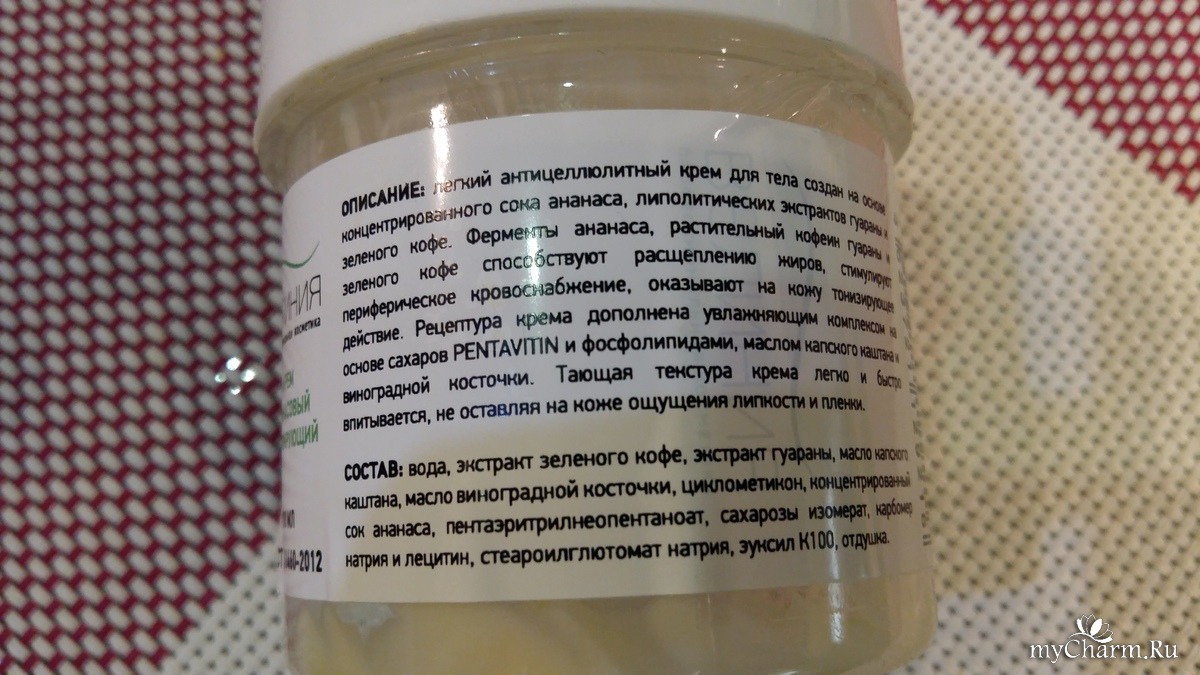 ОПИСАНИЕ: легкий антицеллюлитный крем для тела создан на основе
концентрированного сока ананаса, липолитических экстрактов гуараны и
зеленого кофе. Ферменты ананаса, растительный кофеин гуараны и
зеленого кофе способствуют расщеплению жиров, стимулируют
периферическое кровоснабжение, оказывают на кожу тонизирующее
действие. Рецептура крема дополнена увлажняющим комплексом на
основе сахаров PENTAVITIN и фосфолипидами, маслом капского каштана и
виноградной косточки. Тающая текстура крема легко и быстро
впитывается, не оставляя на коже ощущения липкости и пленки.
СОСТАВ: вода, экстракт зеленого кофе, экстракт гуараны, масло капского
каштана, масло виноградной косточки, циклометикон, концентрированный
сок ананаса, пентаэритрилнеопентаноат, сахарозы изомерат, карбомер
натрия и лецитин, стеароилглютомат натрия, эуксил К100, отдушка.
косметика
мл
460-2012
myCharm.Ru